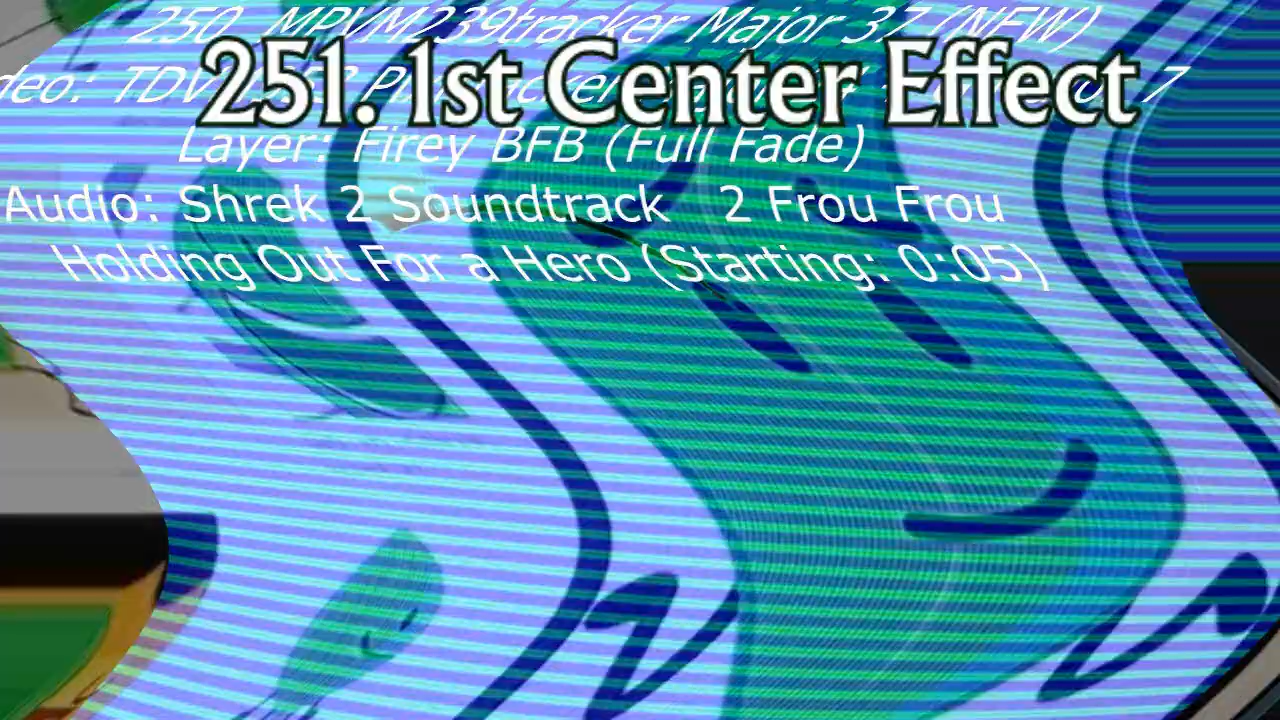 250 MPVM239tracker Major 37 (NFW)
251. 1st Center Effect
Layer: Firey BFB (Full Fade)
Audio: Shrek 2 Soundtrack 2 Frou Frou
Holding Out For a Hero (Starting: 0:05)